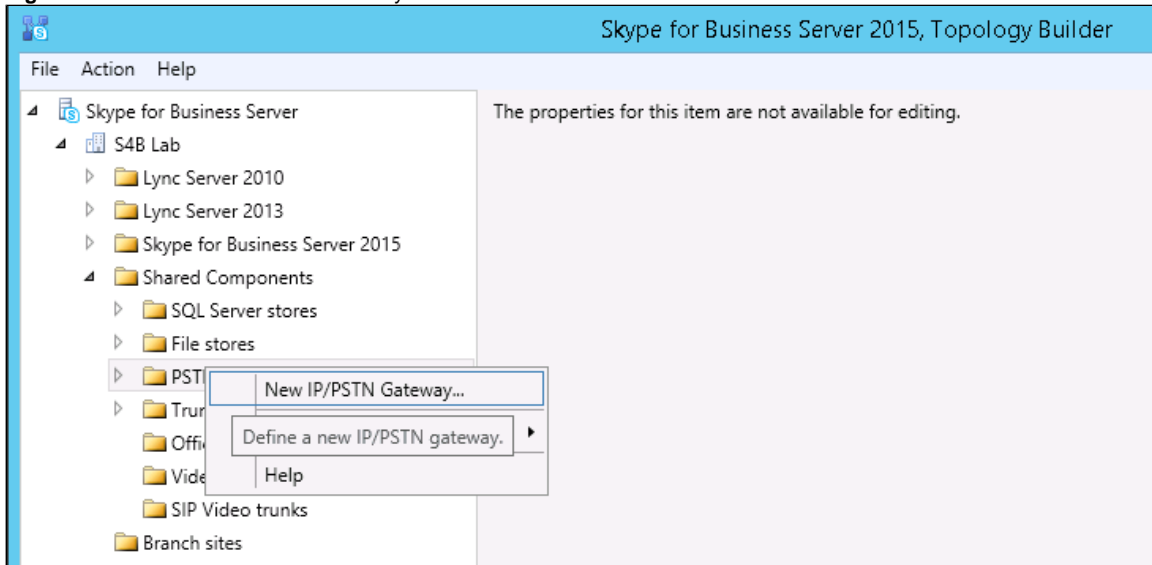 Skype for Business Server 2015, Topology Builder
File Action Help
Skype for Business Server
The properties for this item are not available for editing.
S4B Lab
Lync Server 2010
Lync Server 2013
Skype for Business Server 2015
Shared Components
SQL Server stores
File stores
New IP/PSTN Gateway...
Define a new IP/PSTN gateway.
Help
SIP Video trunks
Branch sites